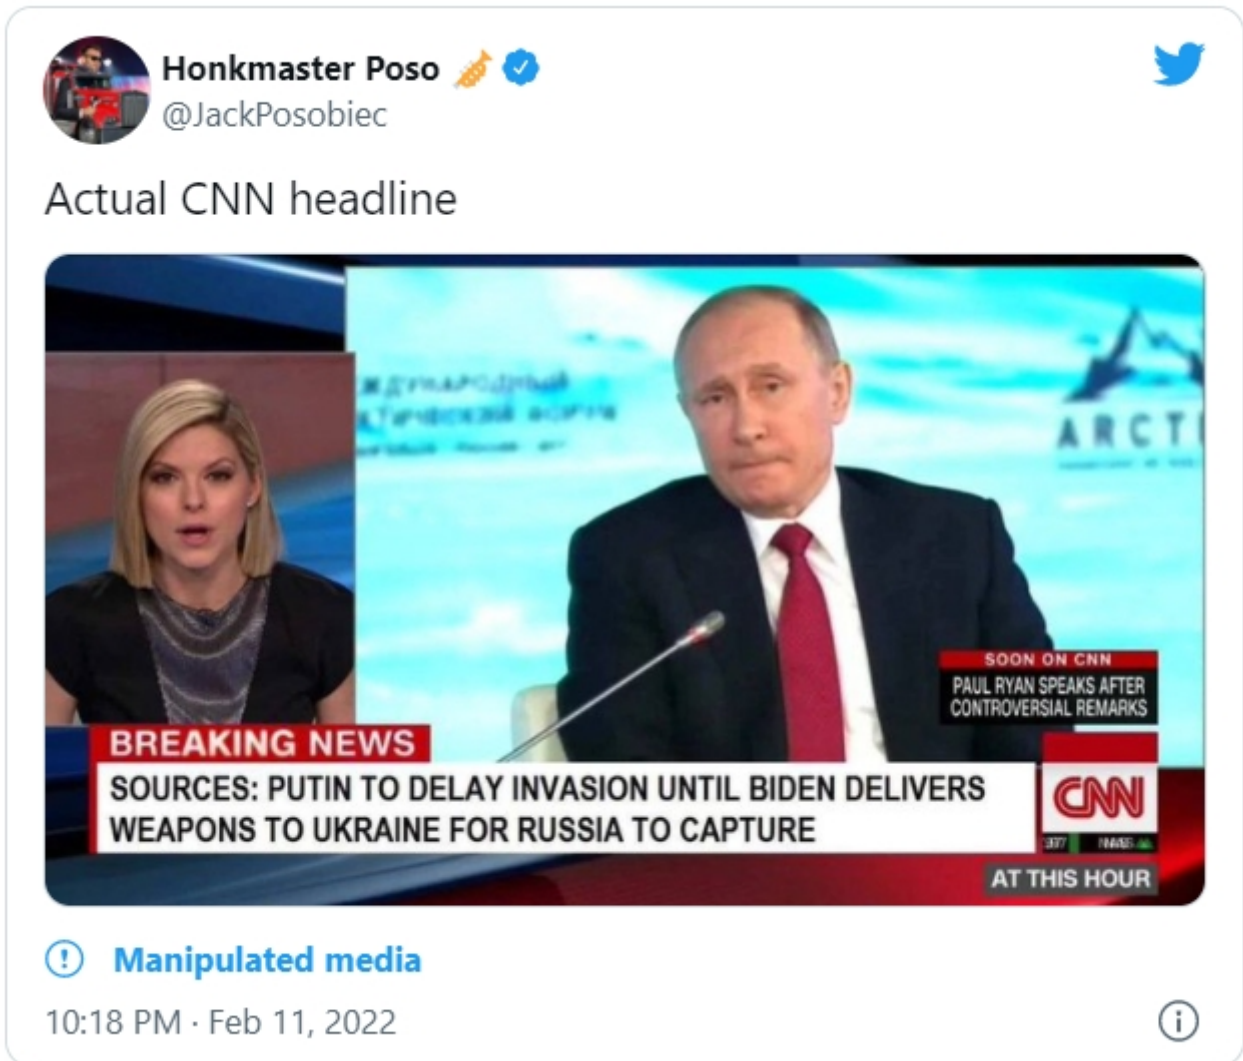 Honkmaster Poso
@JackPosobiec
Actual CNN headline
ARCTI
SOON ON CNN
PAUL RYAN SPEAKS AFTER
CONTROVERSIAL REMARKS
BREAKING NEWS
SOURCES: PUTIN TO DELAY INVASION UNTIL BIDEN DELIVERS
WEAPONS TO UKRAINE FOR RUSSIA TO CAPTURE
CNN
AT THIS HOUR
Manipulated media
10:18 PM · Feb 11, 2022